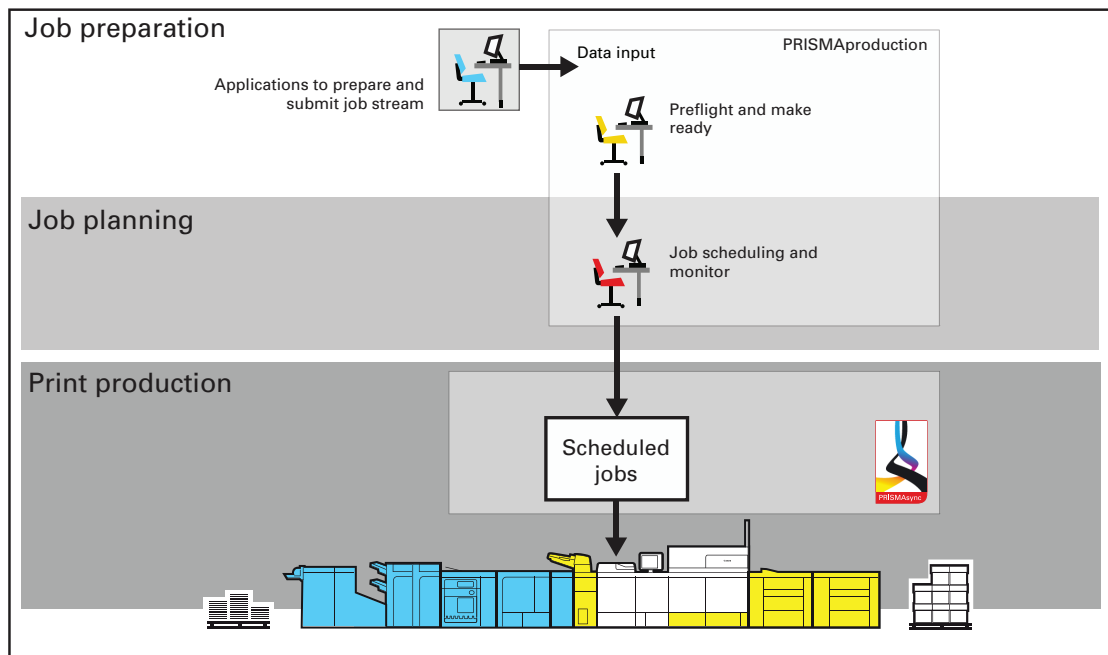 Job preparation
PRISMAproduction
Data input
Applications to prepare and
submit job stream
Preflight and make
ready
Job planning
Job scheduling and
monitor
Print production
Scheduled
jobs
PRISMAsync